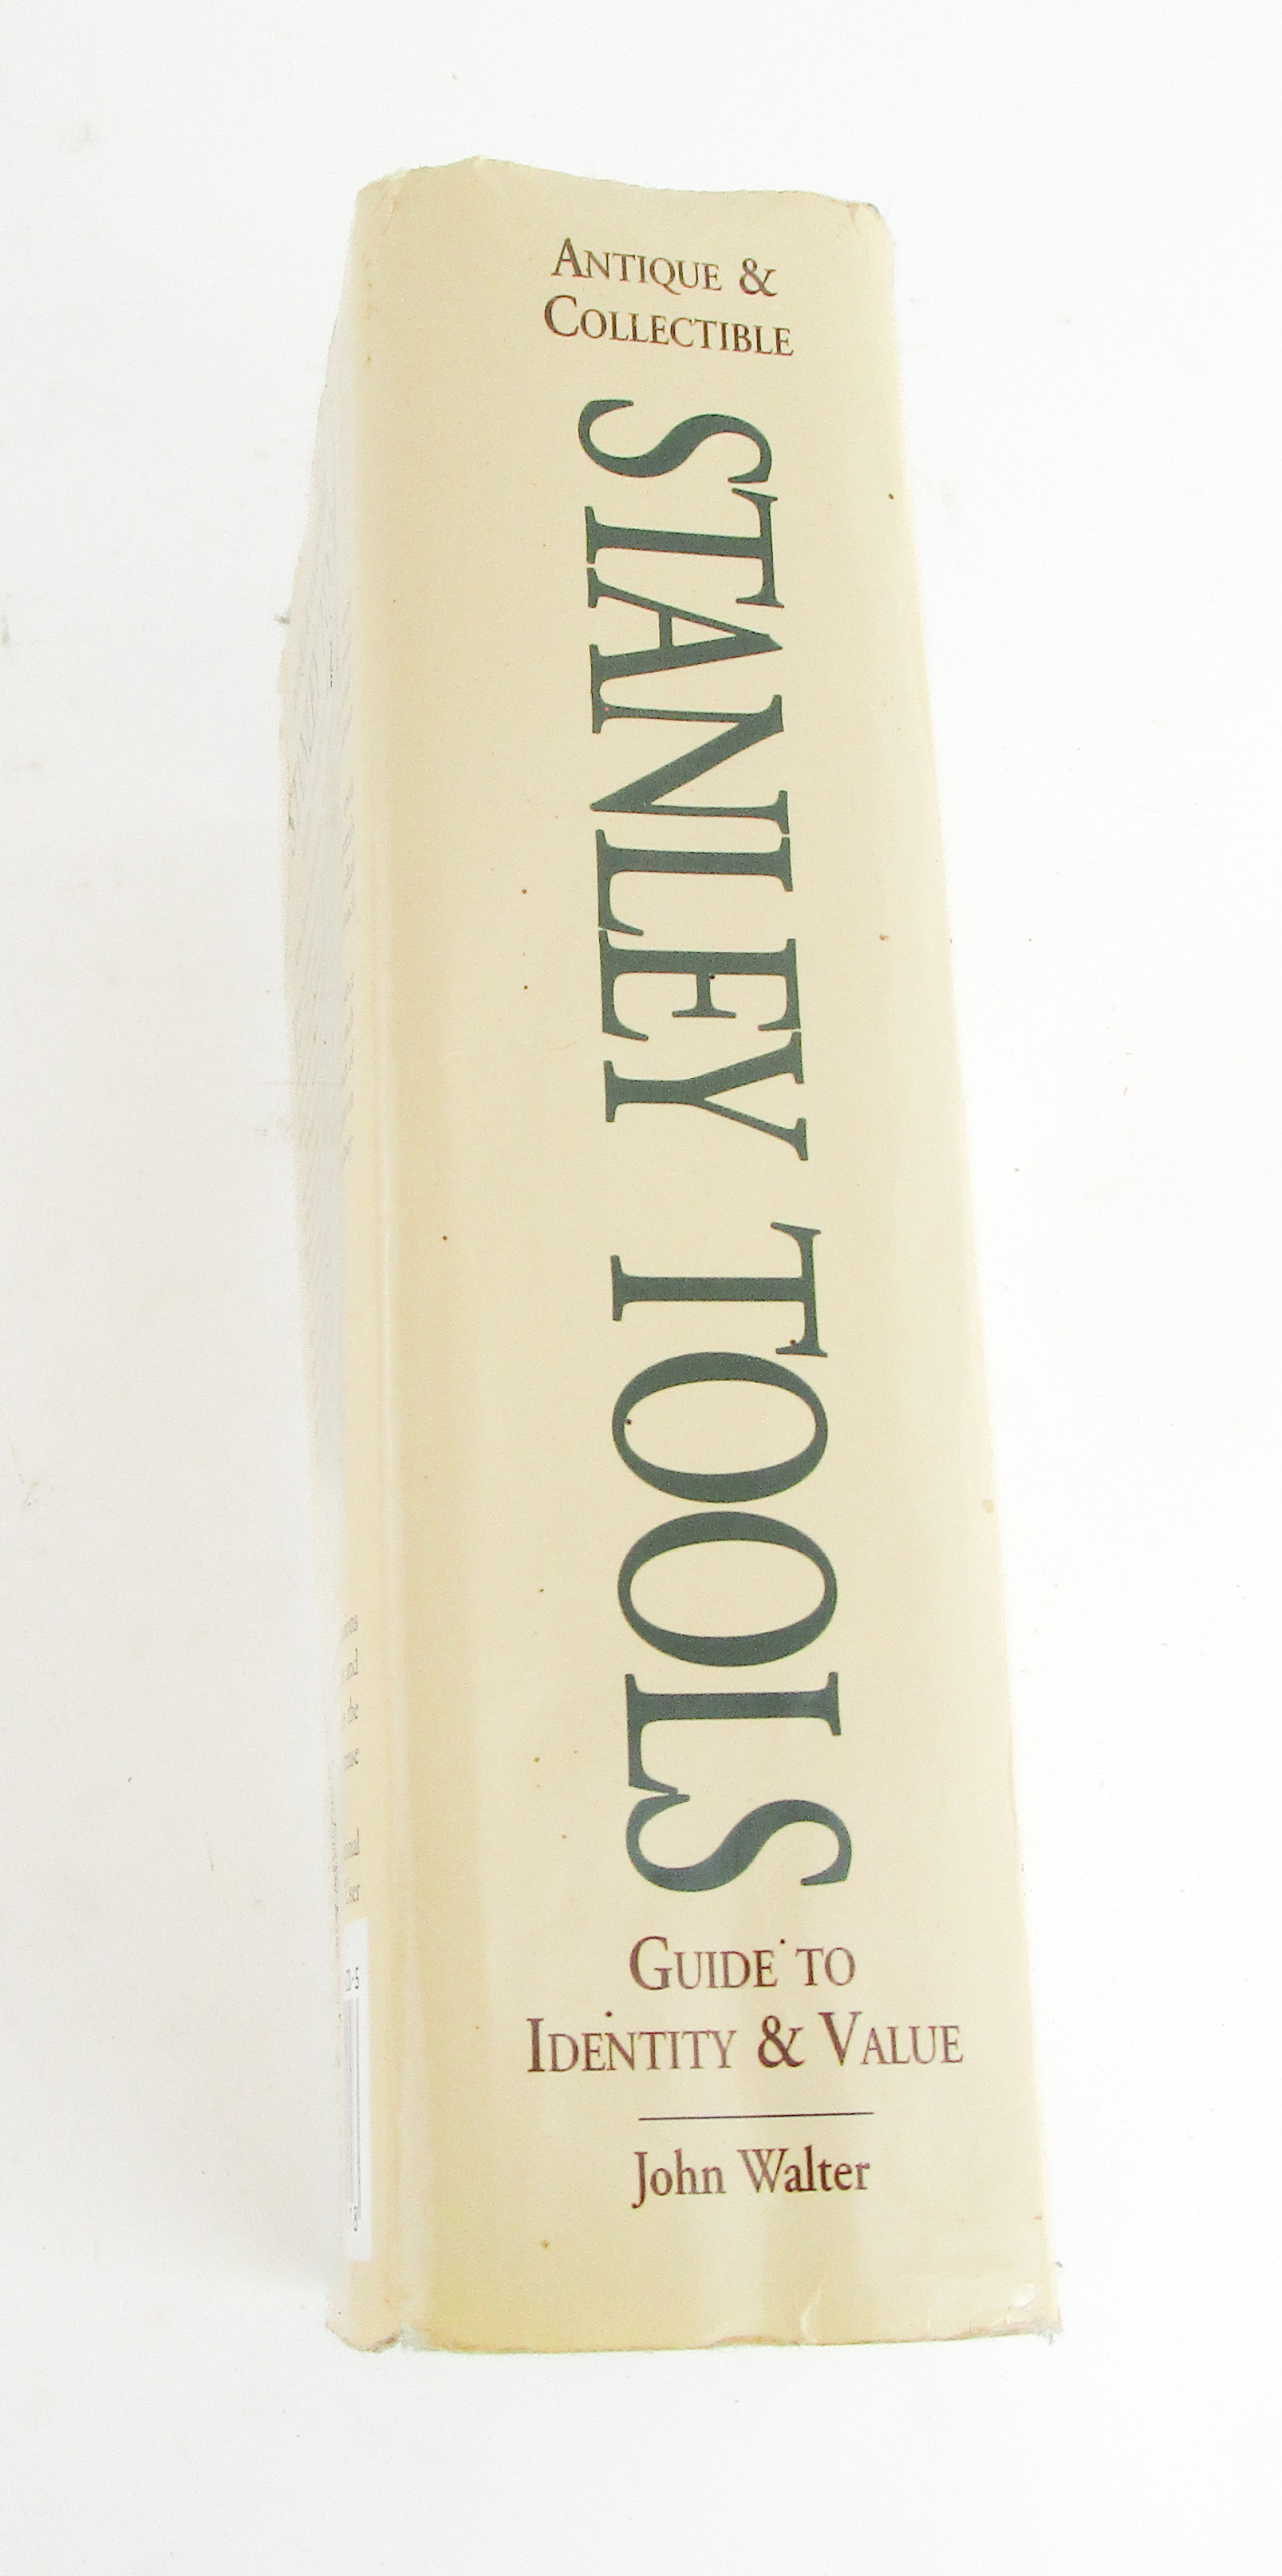 ANTIQUE &
COLLECTIBLE
STANLEY TOOLS
GUIDE TO
IDENTITY & VALUE
John Walter